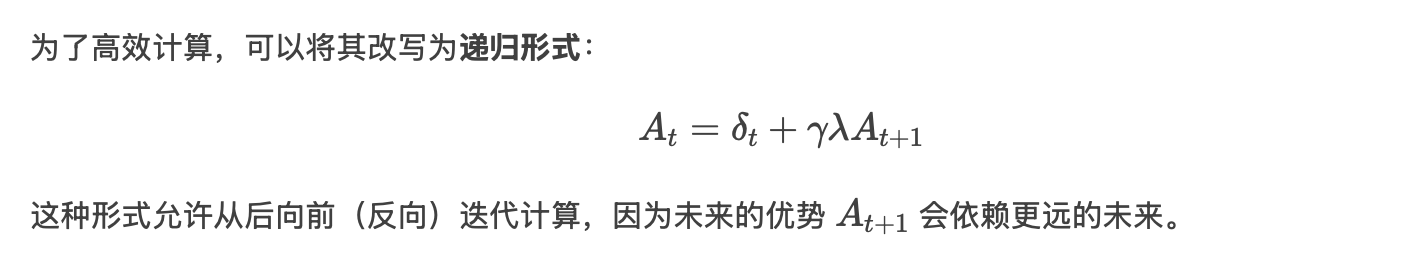 为了高效计算，可以将其改写为递归形式：
A_t = δ_t + γλA_{t+1}
这种形式允许从后向前（反向）迭代计算，因为未来的优势 A_{t+1} 会依赖更远的未来。